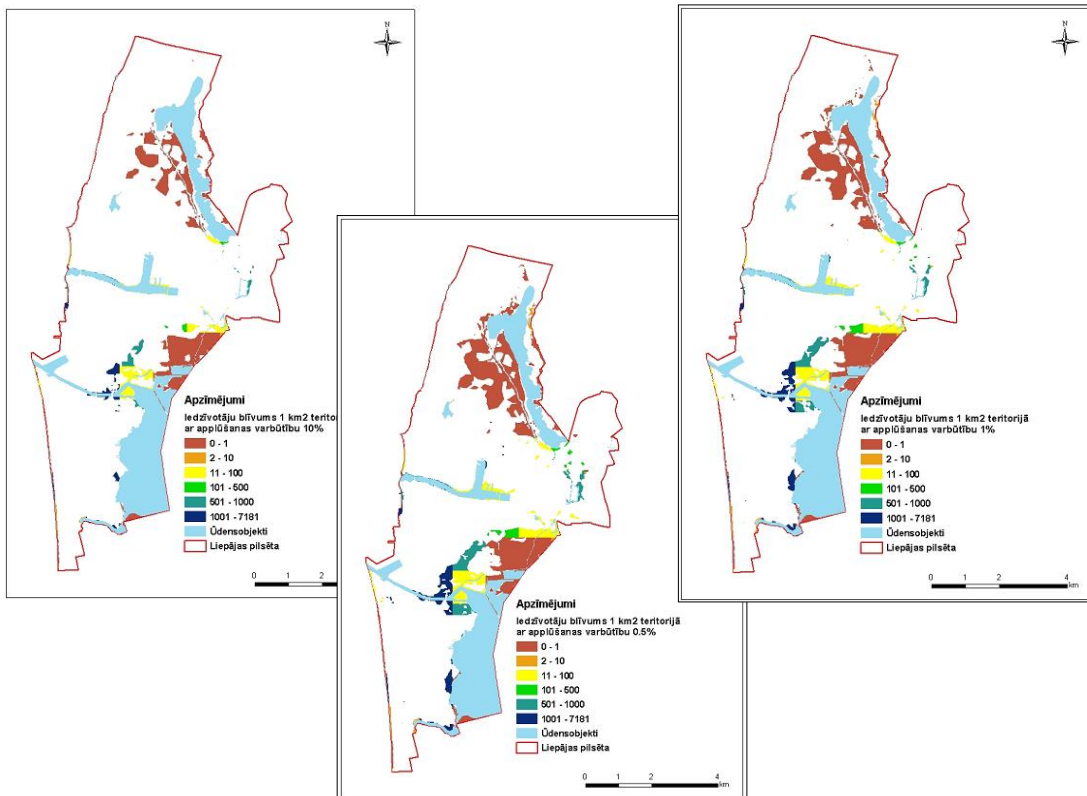 N
Apzīmējumi
Iedzīvotāju blīvums 1 km2 terito
ar applūšanas varbūtību 10%
0 - 1
2 - 10
11 - 100
101 - 500
501 - 1000
1001 - 7181
Ūdensobjekti
Liepājas pilsēta
0 2
Apzīmējumi
Iedzīvotāju blīvums 1 km2 teritorijā
ar applūšanas varbūtību 0.5%
0 - 1
2 - 10
11 - 100
101 - 500
501 - 1000
1001 - 7181
Ūdensobjekti
Liepājas pilsēta
0 1 2 4
km
N
Apzīmējumi
Iedzīvotāju blīvums 1 km2 teritorijā
ar applūšanas varbūtību 1%
0 - 1
2 - 10
11 - 100
101 - 500
501 - 1000
1001 - 7181
Ūdensobjekti
Liepājas pilsēta
0 1 2 4
km